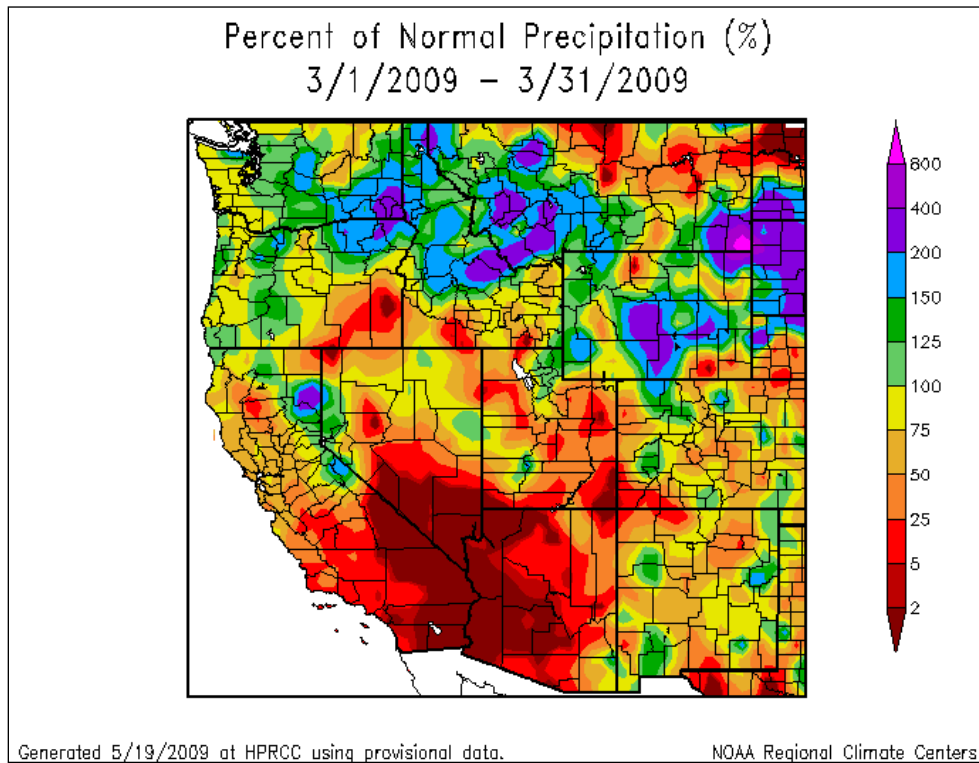 Percent of Normal Precipitation (%)
3/1/2009 – 3/31/2009
800
400
200
150
125
100
75
50
25
5
2
Generated 5/19/2009 at HPRCC using provisional data.
NOAA Regional Climate Centers